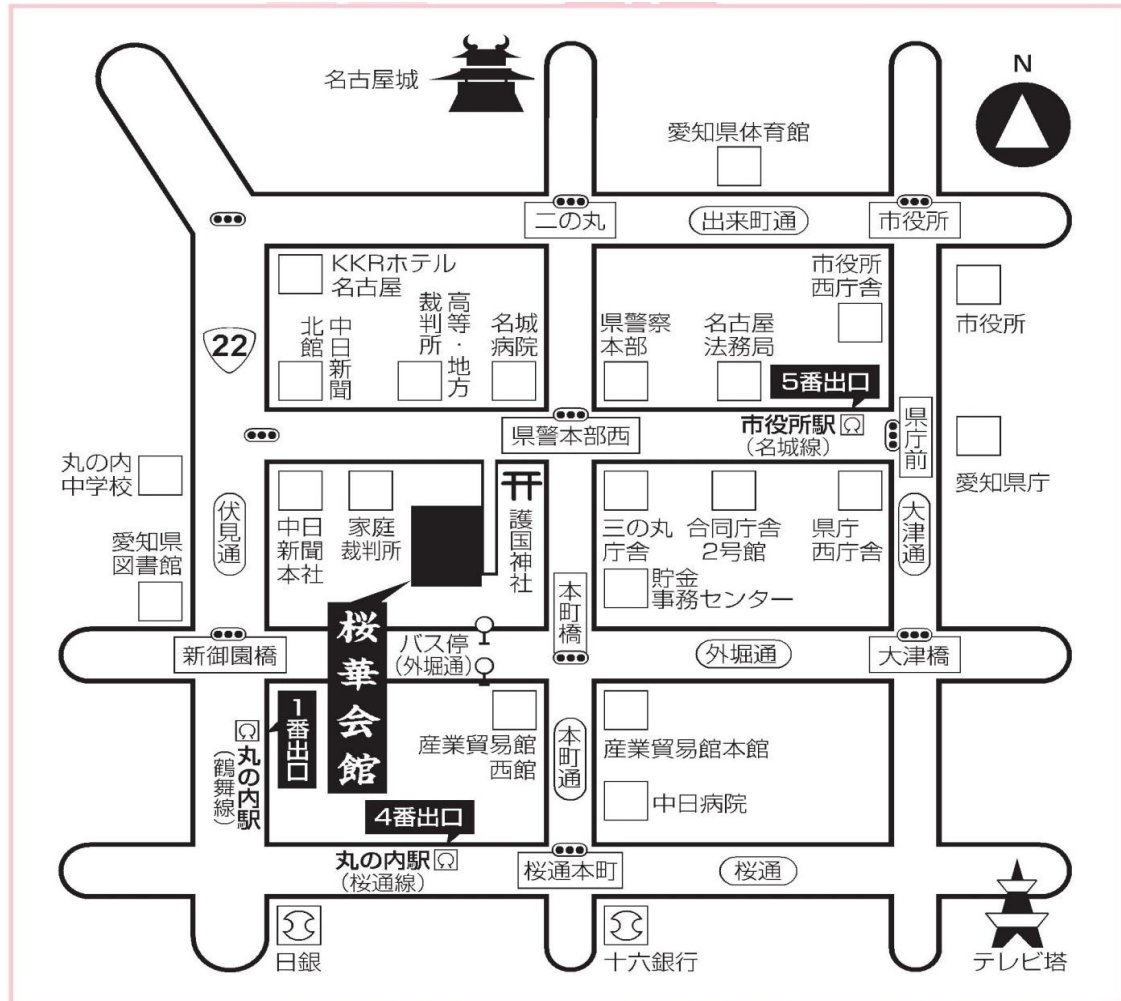 名古屋城
N
愛知県体育館
二の丸
出来町通
市役所
KKRホテル
名古屋
中日新聞
北館
高等・地方
裁判所
名城
病院
県警察
本部
名古屋
法務局
市役所
西庁舎
市役所
22
5番出口
県警本部西
市役所駅
(名城線)
県庁前
愛知県庁
丸の内
中学校
愛知県
図書館
伏見通
中日
新聞
本社
家庭
裁判所
護国神社
三の丸
庁舎
合同庁舎
2号館
県庁
西庁舎
大津通
貯金
事務センター
本町橋
桜華会館
新御園橋
バス停
(外堀通)
外堀通
大津橋
1番出口
丸の内駅
(鶴舞線)
産業貿易館
西館
本町通
産業貿易館本館
中日病院
4番出口
丸の内駅
(桜通線)
桜通本町
桜通
日銀
十六銀行
テレビ塔